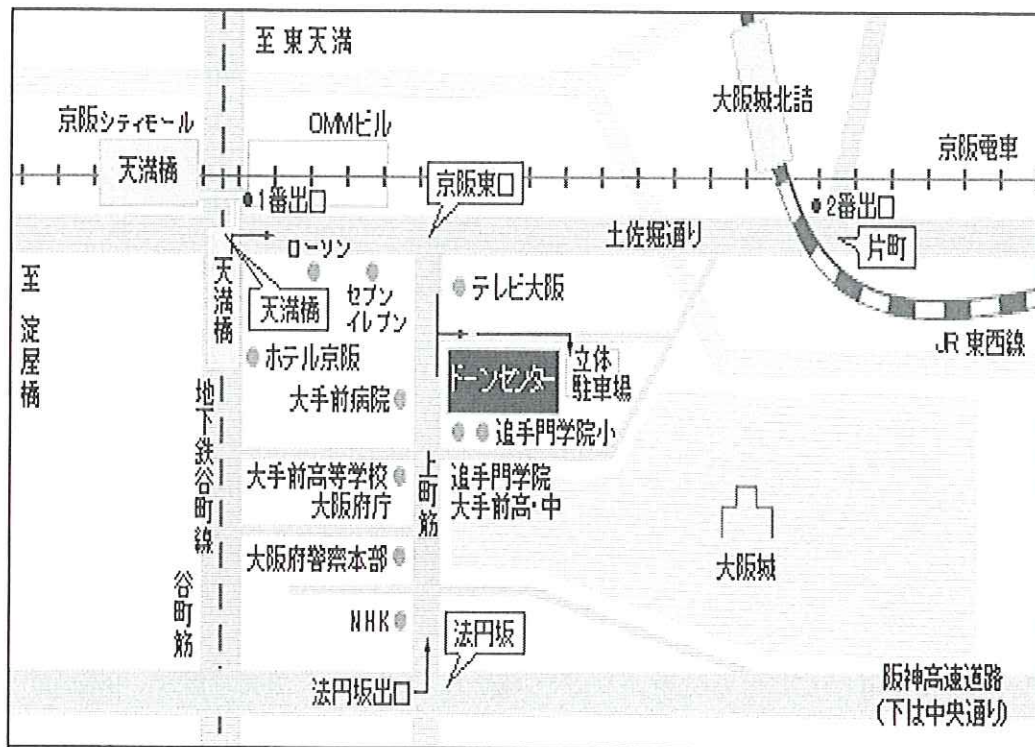 至東天満
京阪シティモール
天満橋
OMMビル
大阪城北詰
京阪電車
京阪東口
1番出口
2番出口
土佐堀通り
片町
ローソン
セブン
イレブン
テレビ大阪
至淀屋橋
天満橋
天満橋
ホテル京阪
ドーンセンター
立体
駐車場
JR東西線
大手前病院
追手門学院小
地下鉄谷町線
大手前高等学校
大阪府庁
上町筋
追手門学院
大手前高・中
大阪府警察本部
大阪城
谷町筋
NHK
法円坂
法円坂出口
阪神高速道路
(下は中央通り)